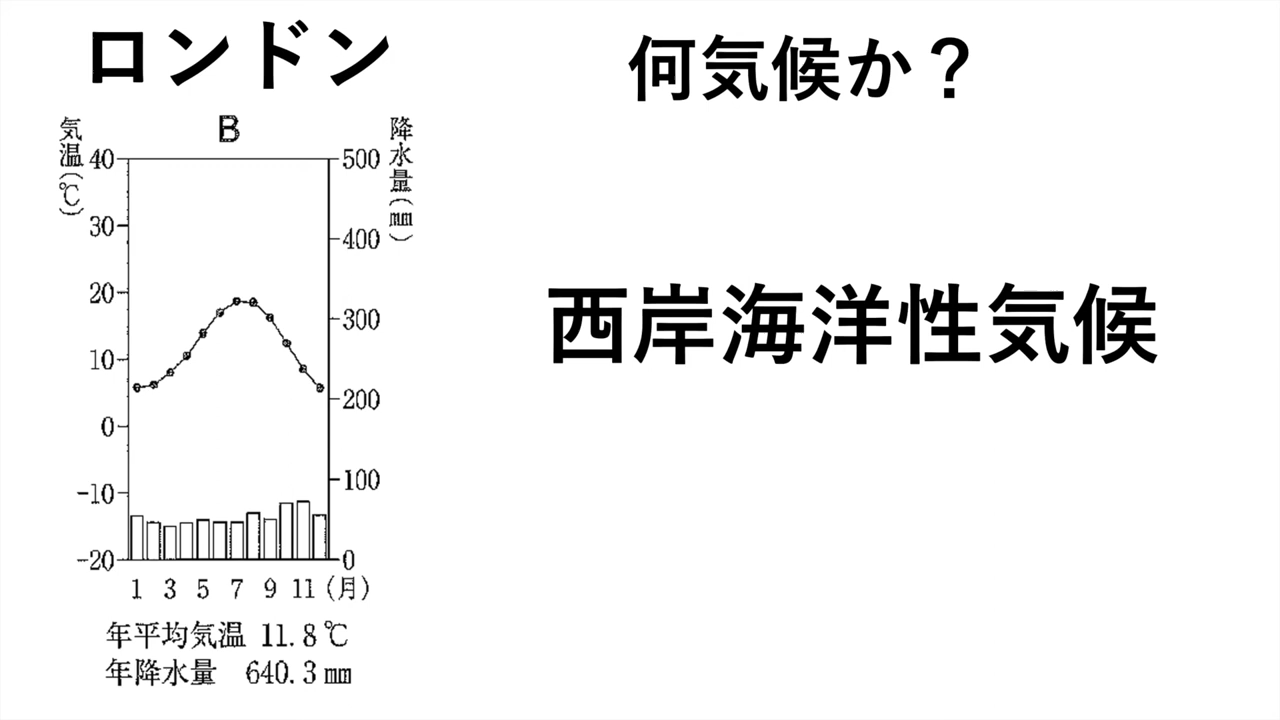 ロンドン
何気候か？
B
気温(℃)
降水量(㎜)
40
30
20
10
0
-10
-20
500
400
300
200
100
0
1 3 5 7 9 11 (月)
年平均気温 11.8℃
年降水量 640.3㎜
西岸海洋性気候